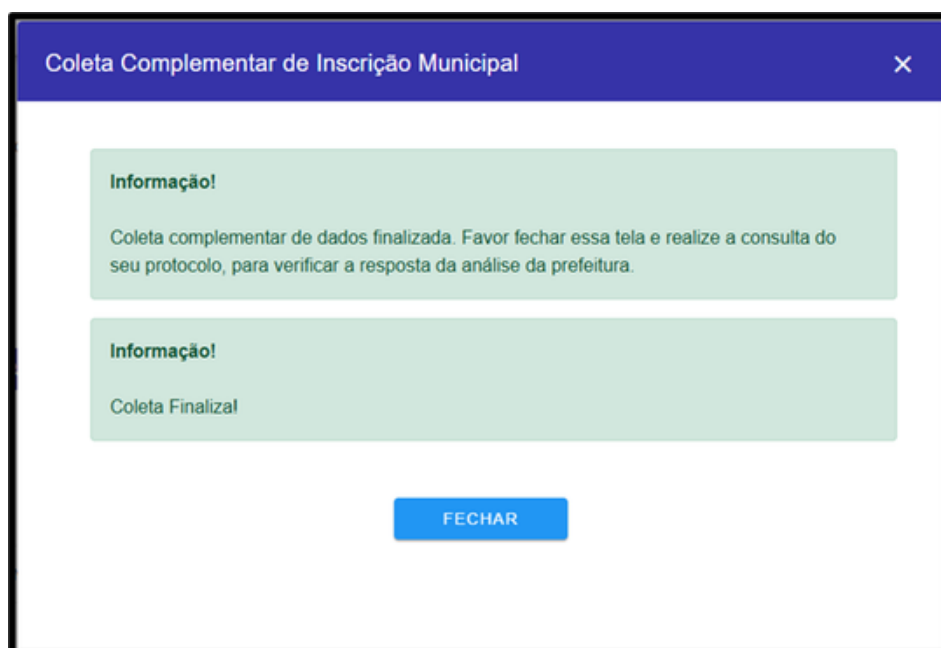 Coleta Complementar de Inscrição Municipal
Informação!
Coleta complementar de dados finalizada. Favor fechar essa tela e realize a consulta do
seu protocolo, para verificar a resposta da análise da prefeitura.
Informação!
Coleta Finaliza!
FECHAR